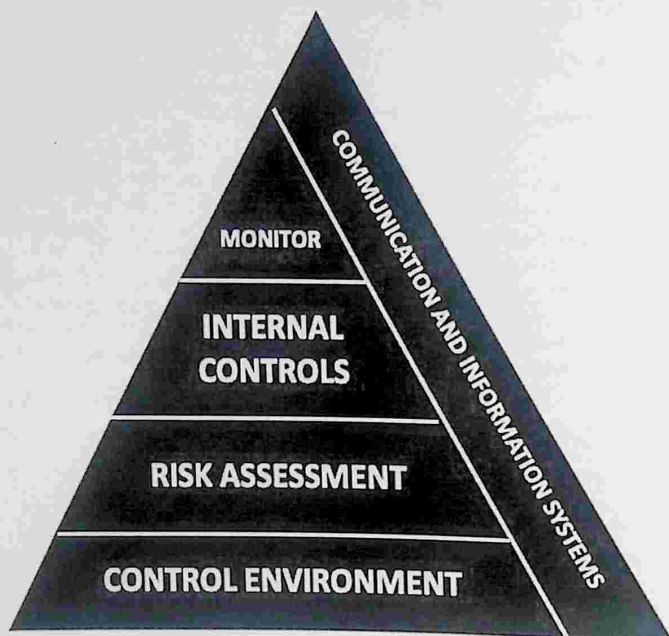 MONITOR
INTERNAL
CONTROLS
RISK ASSESSMENT
CONTROL ENVIRONMENT
COMMUNICATION AND INFORMATION SYSTEMS